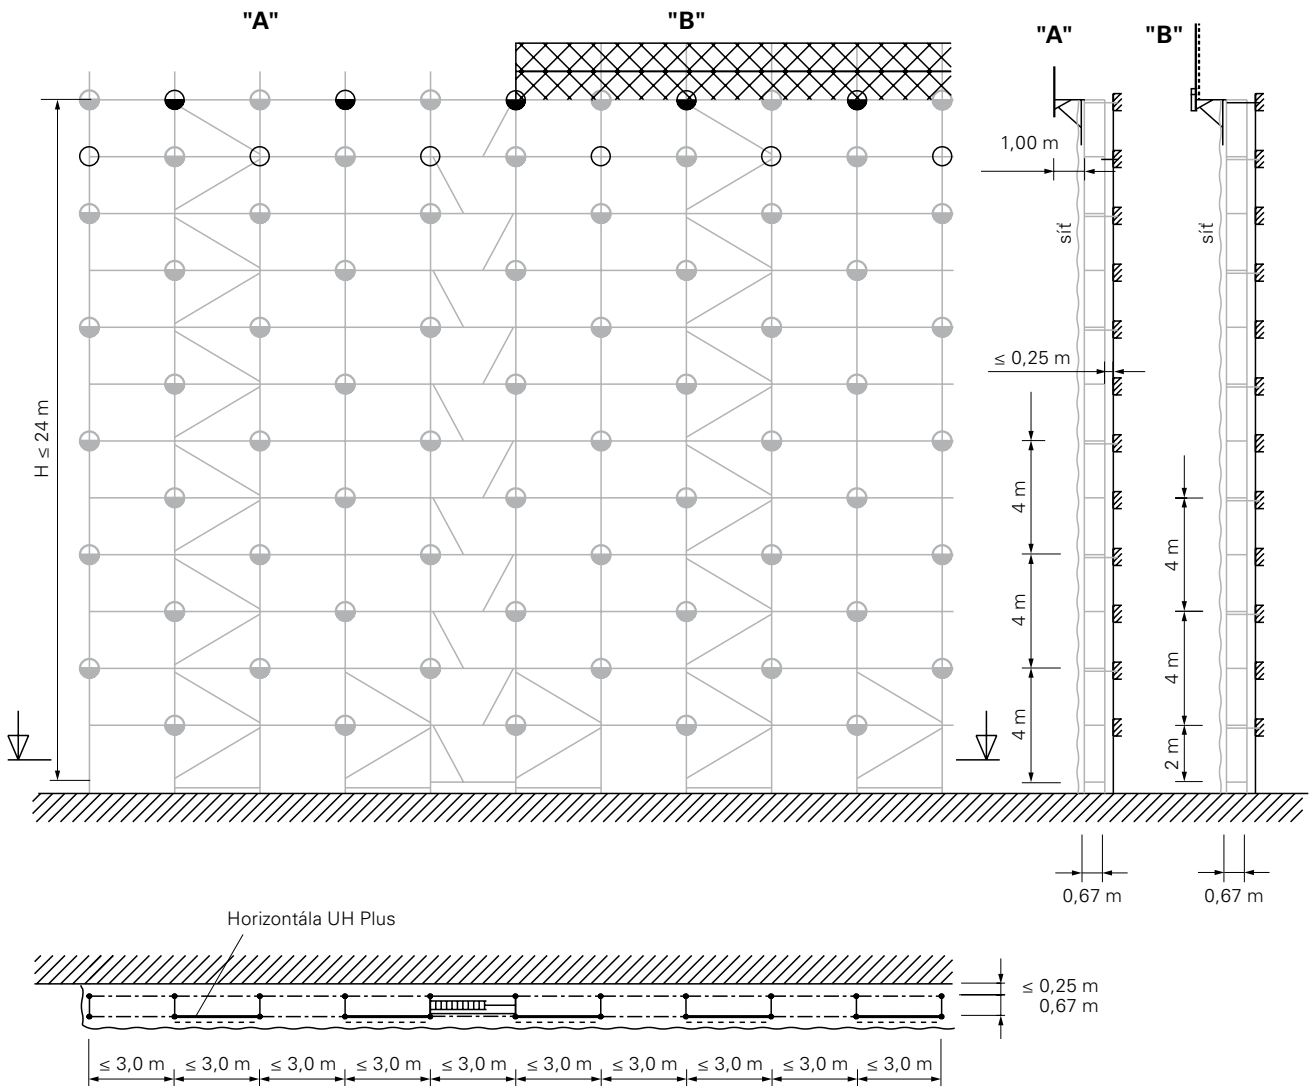 "A"
"B"
"A"
"B"
1,00 m
síť
síť
≤ 0,25 m
H ≤ 24 m
4 m
4 m
4 m
4 m
4 m
2 m
0,67 m
0,67 m
Horizontála UH Plus
≤ 0,25 m
0,67 m
≤ 3,0 m ≤ 3,0 m ≤ 3,0 m ≤ 3,0 m ≤ 3,0 m ≤ 3,0 m ≤ 3,0 m ≤ 3,0 m ≤ 3,0 m ≤ 3,0 m